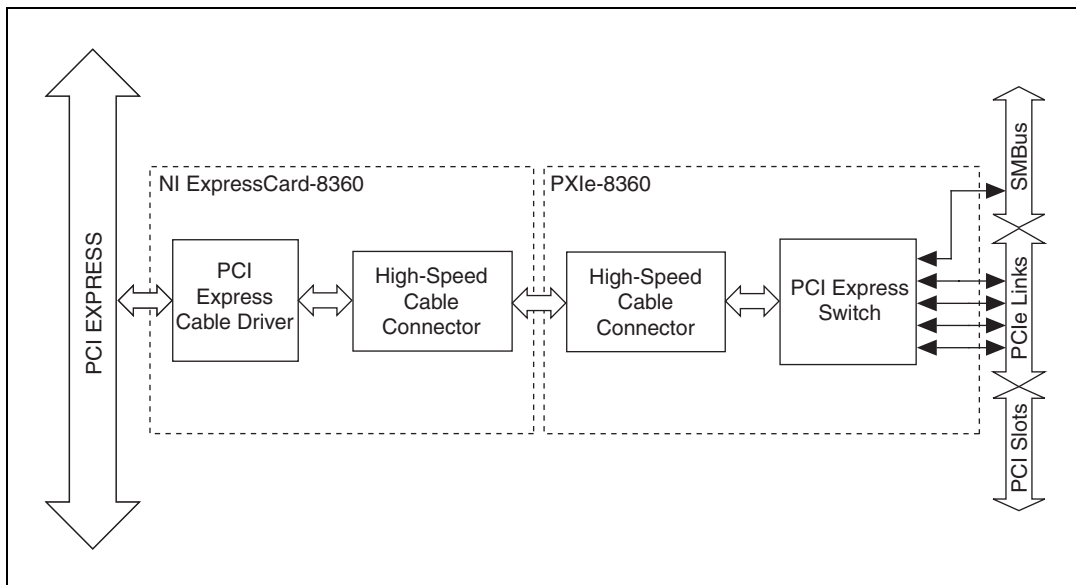 PCI EXPRESS
NI ExpressCard-8360
PCI
Express
Cable Driver
High-Speed
Cable
Connector
PXIe-8360
High-Speed
Cable
Connector
PCI Express
Switch
SMBus
PCIe Links
PCI Slots